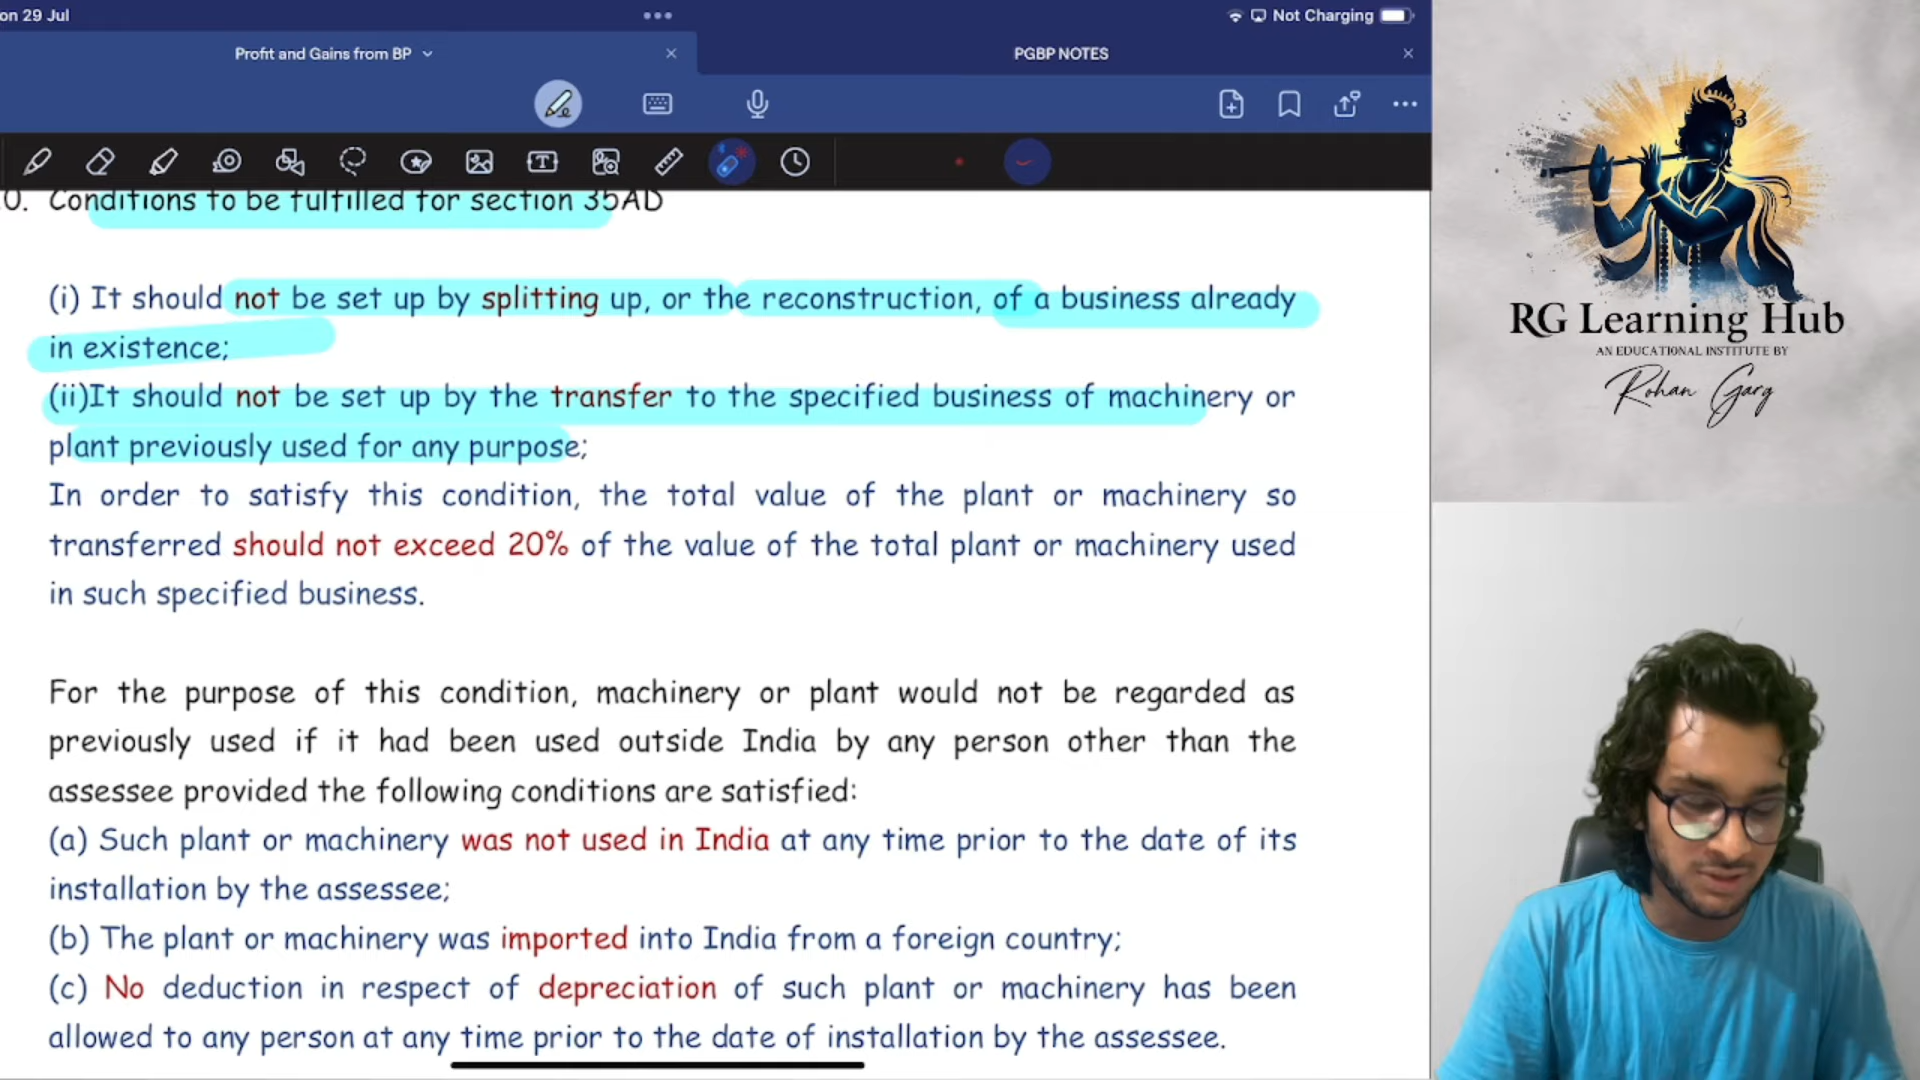 on 29 Jul
Not Charging
Profit and Gains from BP
PGBP NOTES
0. Conditions to be fulfilled for section 35AD
(i) It should not be set up by splitting up, or the reconstruction, of a business already
in existence;
(ii)It should not be set up by the transfer to the specified business of machinery or
plant previously used for any purpose;
In order to satisfy this condition, the total value of the plant or machinery so
transferred should not exceed 20% of the value of the total plant or machinery used
in such specified business.
For the purpose of this condition, machinery or plant would not be regarded as
previously used if it had been used outside India by any person other than the
assessee provided the following conditions are satisfied:
(a) Such plant or machinery was not used in India at any time prior to the date of its
installation by the assessee;
(b) The plant or machinery was imported into India from a foreign country;
(c) No deduction in respect of depreciation of such plant or machinery has been
allowed to any person at any time prior to the date of installation by the assessee.
RG Learning Hub
AN EDUCATIONAL INSTITUTE BY
Rohan Garg